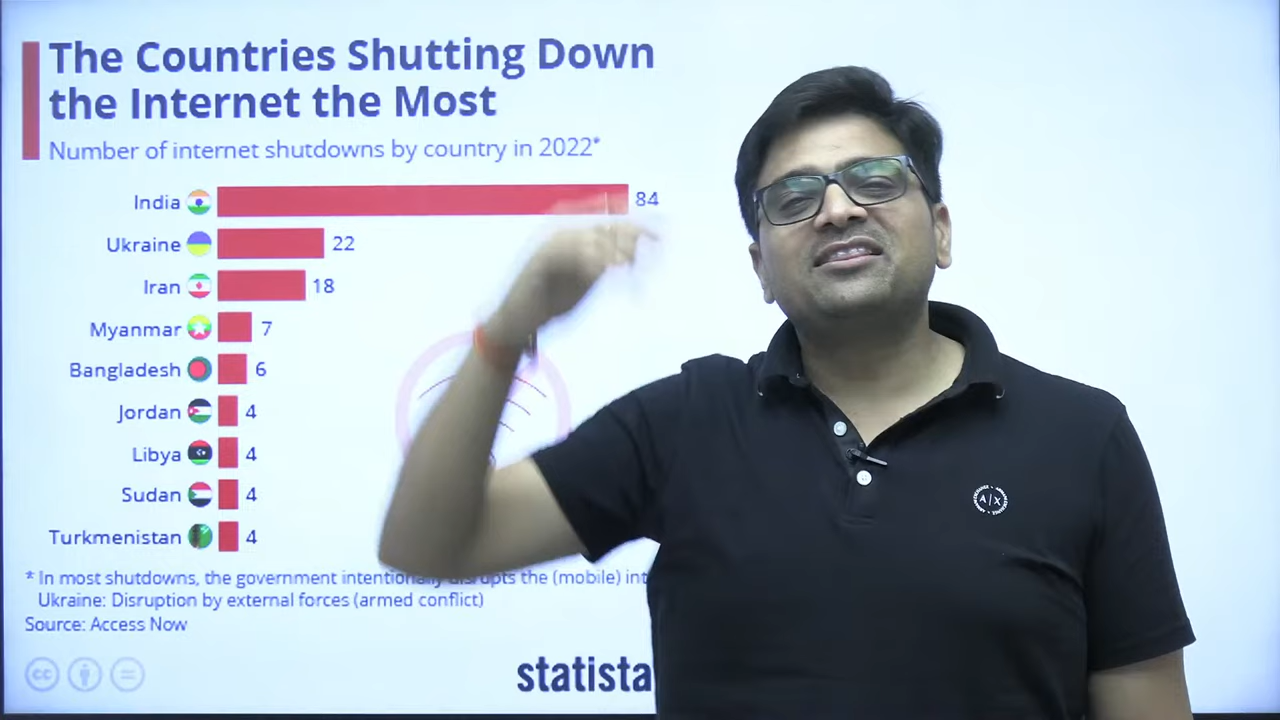 The Countries Shutting Down
the Internet the Most
Number of internet shutdowns by country in 2022*
India 84
Ukraine 22
Iran 18
Myanmar 7
Bangladesh 6
Jordan 4
Libya 4
Sudan 4
Turkmenistan 4
* In most shutdowns, the government intentionally disrupts the (mobile) int
Ukraine: Disruption by external forces (armed conflict)
Source: Access Now
cc
statista
A|X